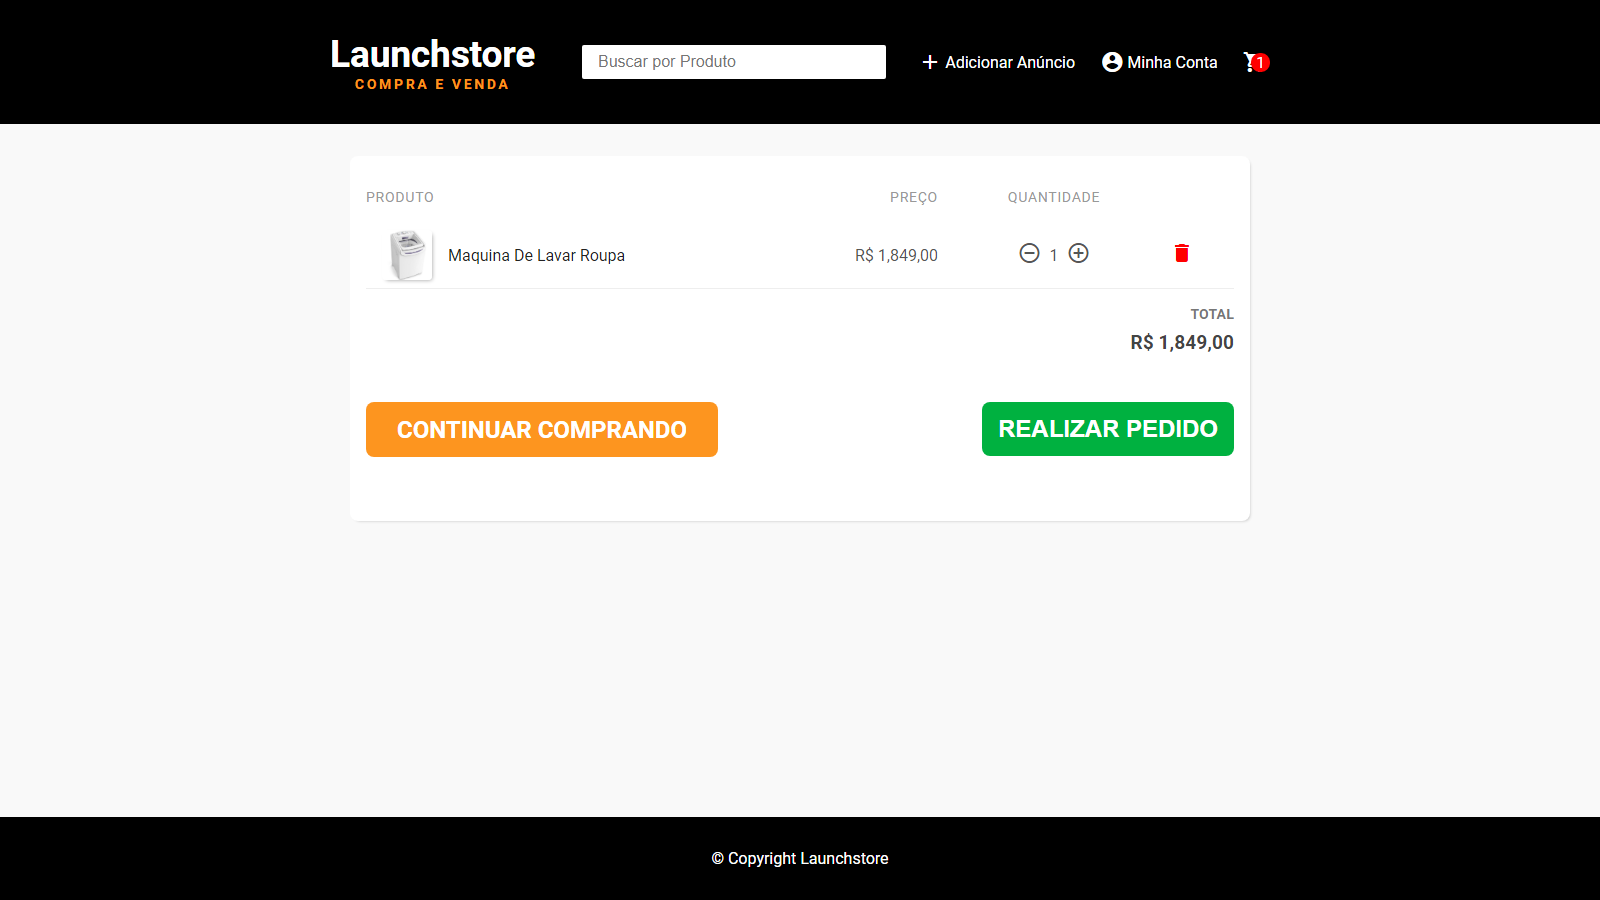 Launchstore
COMPRA E VENDA
Buscar por Produto
Adicionar Anúncio
Minha Conta
1
PRODUTO
PREÇO
QUANTIDADE
Maquina De Lavar Roupa
R$ 1,849,00
1
TOTAL
R$ 1,849,00
CONTINUAR COMPRANDO
REALIZAR PEDIDO
© Copyright Launchstore